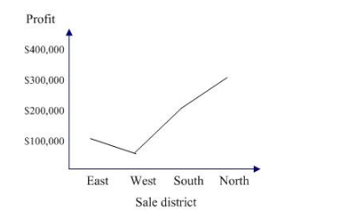 Profit
$400,000
$300,000
$200,000
$100,000
East West South North
Sale district